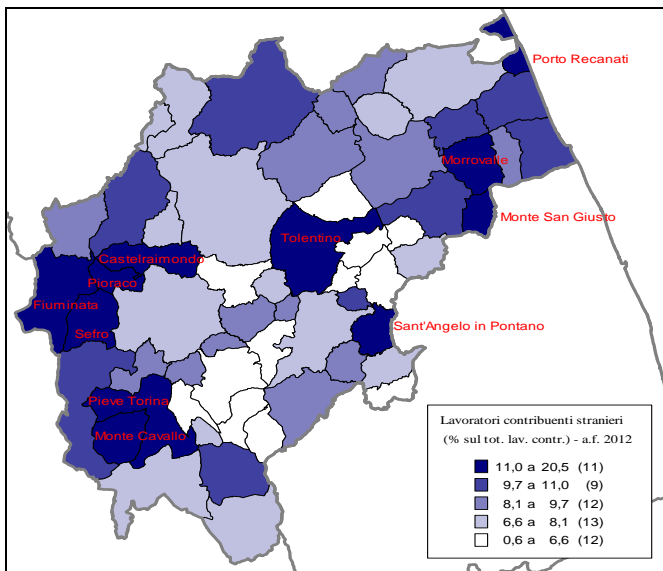 Porto Recanati
Morrovalle
Monte San Giusto
Tolentino
Castelraimondo
Pioraco
Fiuminata
Sant'Angelo in Pontano
Sefro
Pieve Torina
Monte Cavallo
Lavoratori contribuenti stranieri
(% sul tot. lav. contr.) - a.f. 2012
11,0 a 20,5 (11)
9,7 a 11,0 (9)
8,1 a 9,7 (12)
6,6 a 8,1 (13)
0,6 a 6,6 (12)